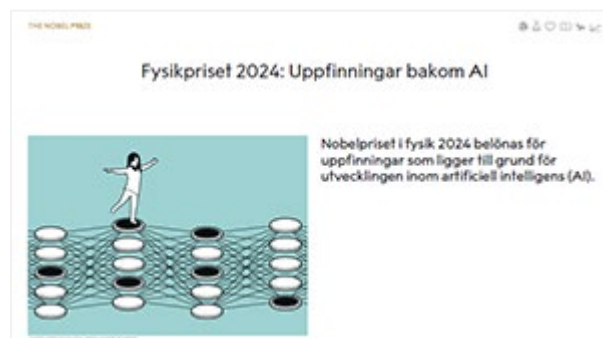 THE NOBEL PRIZE
Fysikpriset 2024: Uppfinningar bakom AI
Nobelpriset i fysik 2024 belönas för
uppfinningar som ligger till grund för
utvecklingen inom artificiell intelligens (AI).